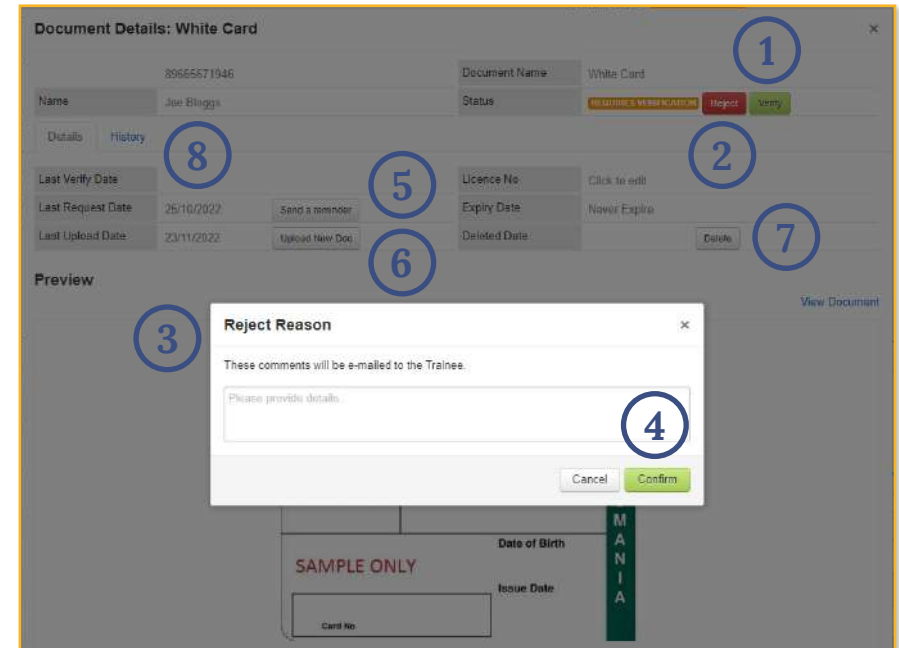 Document Details: White Card ×
1
89665671946 Document Name White Card
Name Joe Bloggs Status REQUIRES VERIFICATION Reject Verify
Details History
8
2
Last Verify Date Licence No Click to edit
5
Last Request Date 25/10/2022 Send a reminder Expiry Date Never Expire
Last Upload Date 23/11/2022 Upload New Doc Deleted Date Delete
7
6
Preview
View Document
3
Reject Reason ×
These comments will be e-mailed to the Trainee.
Please provide details
4
Cancel Confirm
MANIA
Date of Birth
SAMPLE ONLY
Issue Date
Card No.